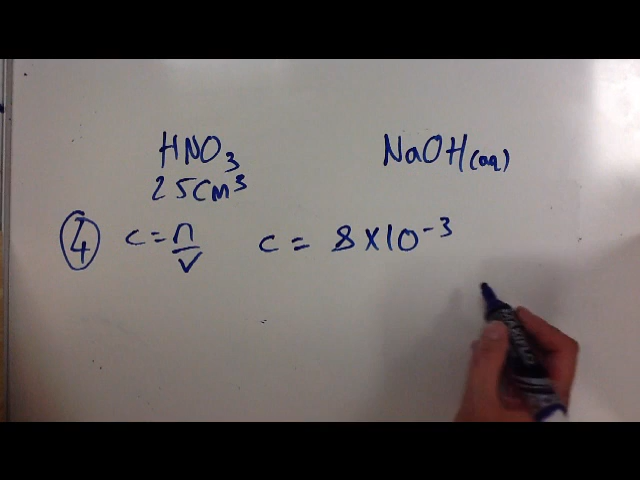 HNO₃ NaOH(aq)
25cm³
④ c = n/v c = 8 × 10⁻³